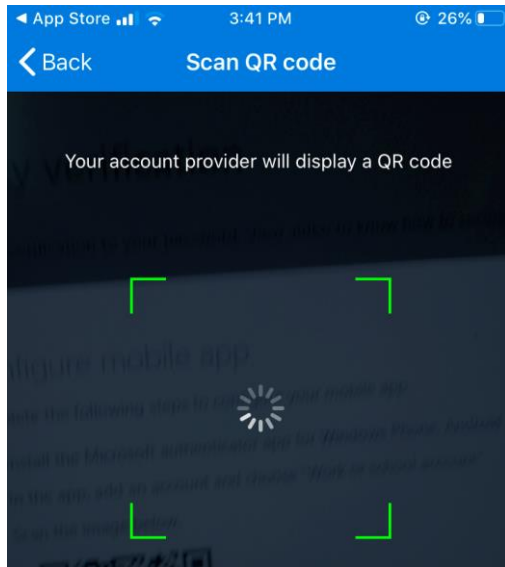 App Store 3:41 PM 26%
Back Scan QR code
Your account provider will display a QR code
verification
figure mobile app
the following steps to your mobile app
install the Microsoft authenticator app for Windows Phone, Android
the app, add an account and choose "Work or school account"
Scan the image below.